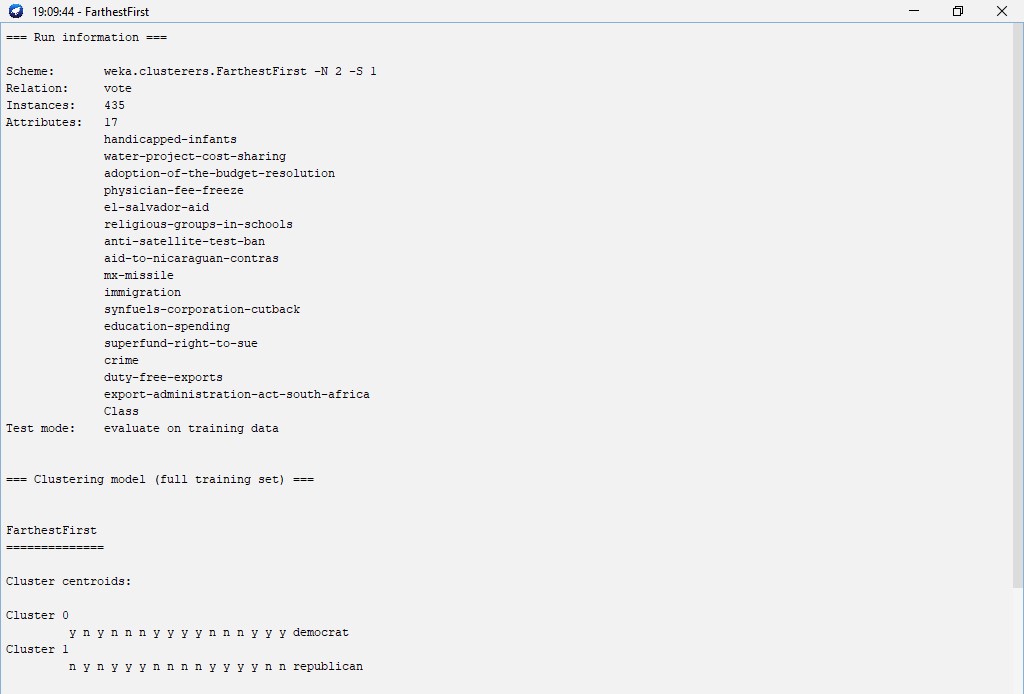 19:09:44 - FarthestFirst
=== Run information ===
Scheme: weka.clusterers.FarthestFirst -N 2 -S 1
Relation: vote
Instances: 435
Attributes: 17
handicapped-infants
water-project-cost-sharing
adoption-of-the-budget-resolution
physician-fee-freeze
el-salvador-aid
religious-groups-in-schools
anti-satellite-test-ban
aid-to-nicaraguan-contras
mx-missile
immigration
synfuels-corporation-cutback
education-spending
superfund-right-to-sue
crime
duty-free-exports
export-administration-act-south-africa
Class
Test mode: evaluate on training data
=== Clustering model (full training set) ===
FarthestFirst
==============
Cluster centroids:
Cluster 0
y n y n n n y y y y n n n y y y democrat
Cluster 1
n y n y y y n n n n y y y y n n republican